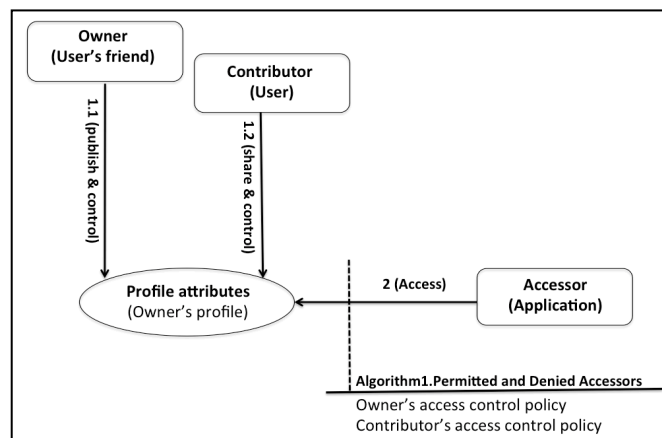 Owner
(User's friend)
Contributor
(User)
1.1 (publish & control)
1.2 (share & control)
Profile attributes
(Owner's profile)
2 (Access)
Accessor
(Application)
Algorithm1.Permitted and Denied Accessors
Owner's access control policy
Contributor's access control policy